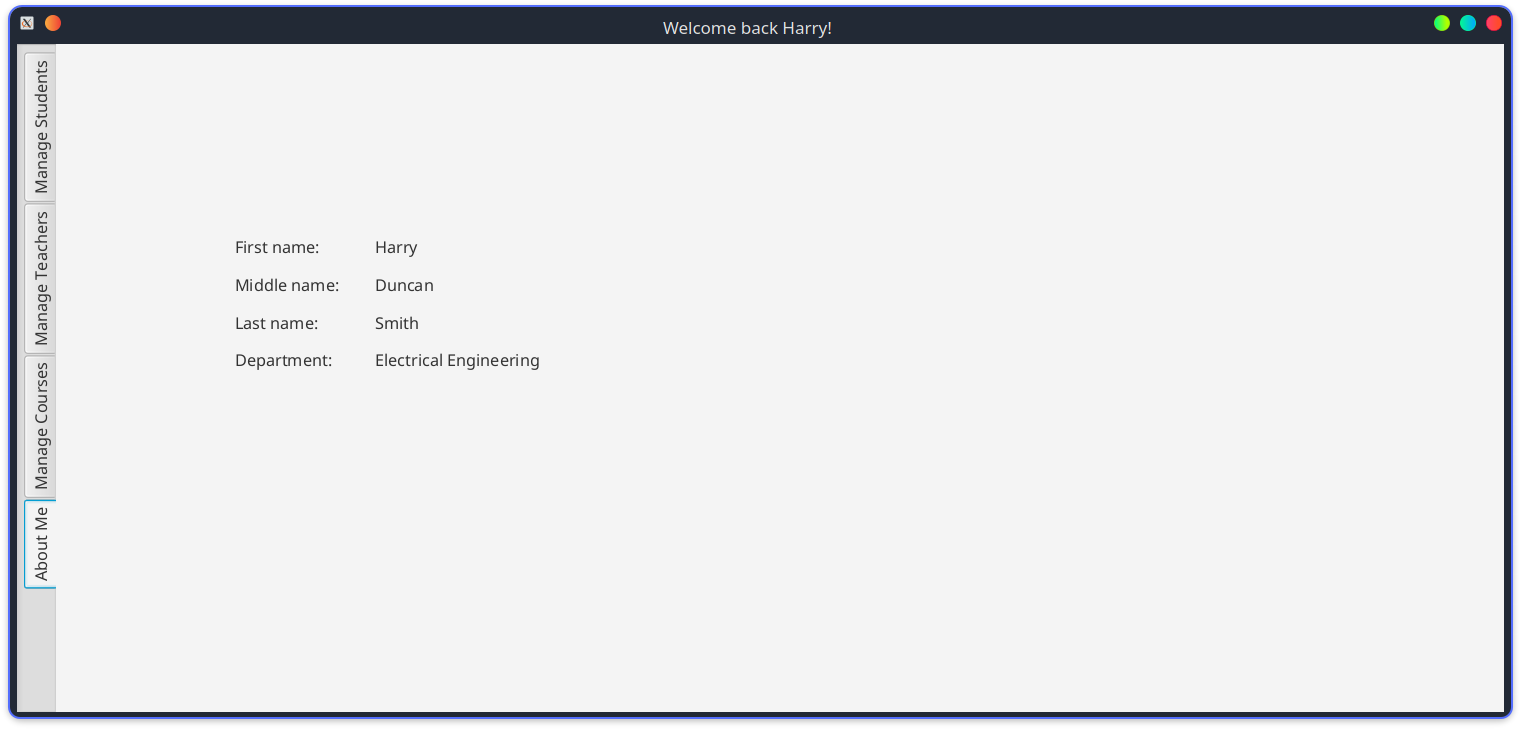 Welcome back Harry!
Manage Students
Manage Teachers
Manage Courses
About Me
First name: Harry
Middle name: Duncan
Last name: Smith
Department: Electrical Engineering